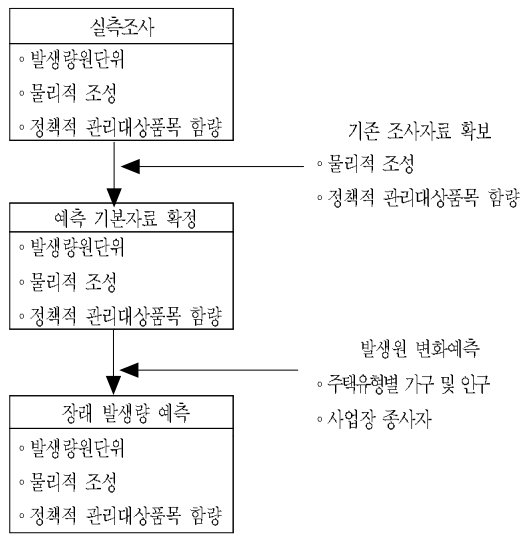 실측조사
◦발생량원단위
◦물리적 조성
◦정책적 관리대상품목 함량
기존 조사자료 확보
◦물리적 조성
◦정책적 관리대상품목 함량
예측 기본자료 확정
◦발생량원단위
◦물리적 조성
◦정책적 관리대상품목 함량
발생원 변화예측
◦주택유형별 가구 및 인구
◦사업장 종사자
장래 발생량 예측
◦발생량원단위
◦물리적 조성
◦정책적 관리대상품목 함량